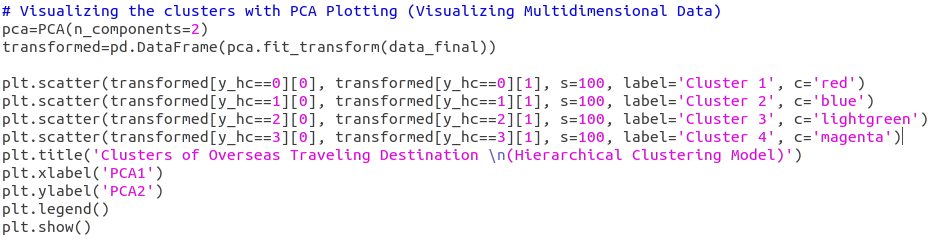 # Visualizing the clusters with PCA Plotting (Visualizing Multidimensional Data)
pca=PCA(n_components=2)
transformed=pd.DataFrame(pca.fit_transform(data_final))
plt.scatter(transformed[y_hc==0][0], transformed[y_hc==0][1], s=100, label='Cluster 1', c='red')
plt.scatter(transformed[y_hc==1][0], transformed[y_hc==1][1], s=100, label='Cluster 2', c='blue')
plt.scatter(transformed[y_hc==2][0], transformed[y_hc==2][1], s=100, label='Cluster 3', c='lightgreen')
plt.scatter(transformed[y_hc==3][0], transformed[y_hc==3][1], s=100, label='Cluster 4', c='magenta')
plt.title('Clusters of Overseas Traveling Destination \n(Hierarchical Clustering Model)')
plt.xlabel('PCA1')
plt.ylabel('PCA2')
plt.legend()
plt.show()